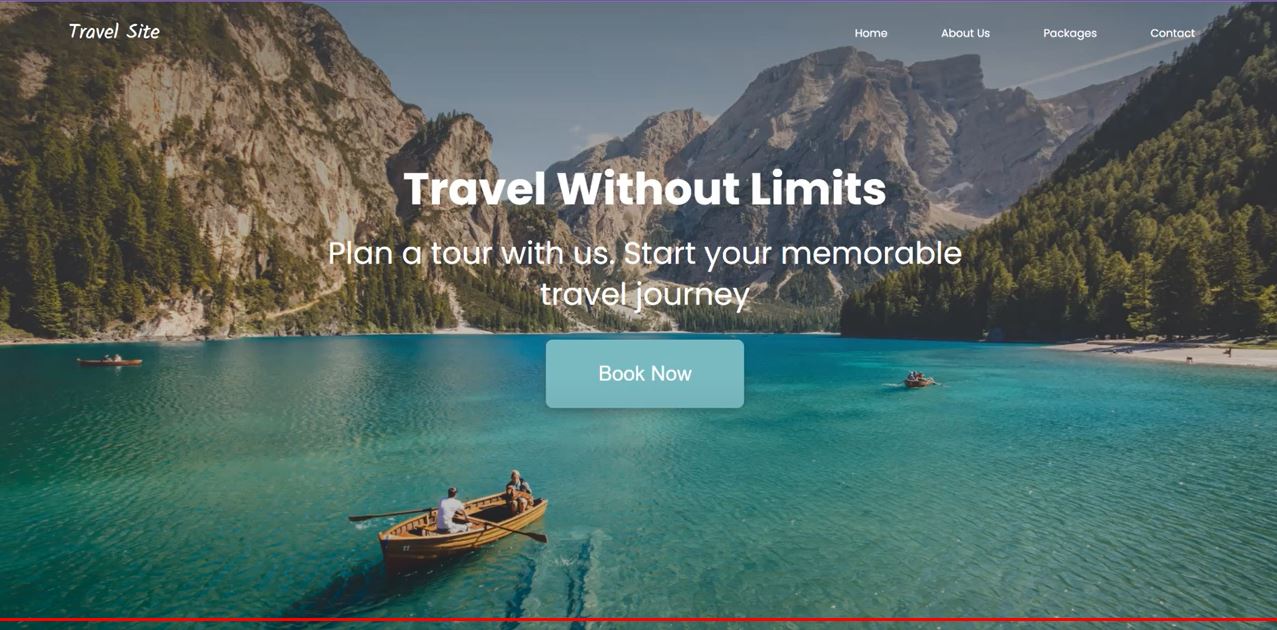 Travel Site
Home About Us Packages Contact
Travel Without Limits
Plan a tour with us. Start your memorable
travel journey
Book Now